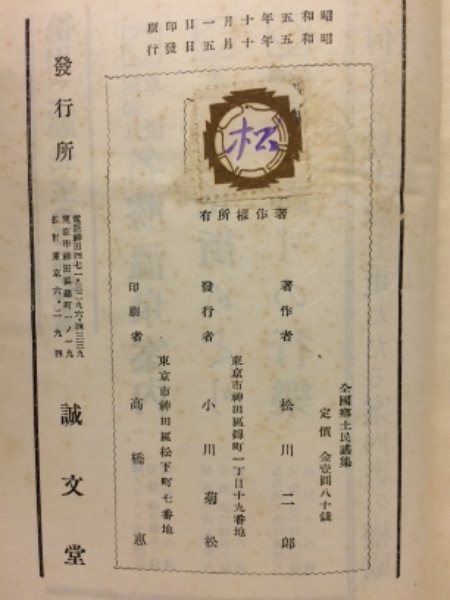 昭和五年十月一日印刷
昭和五年十月五日發行
松
著作權所有
全國鄕土民謠集
定價 金壹圓八十錢
著作者 松川二郎
東京市神田區錦町一丁目十九番地
發行者 小川菊松
東京市神田區松下町七番地
印刷者 高橋惠
發行所 誠文堂
東京市神田區錦町一ノ一九